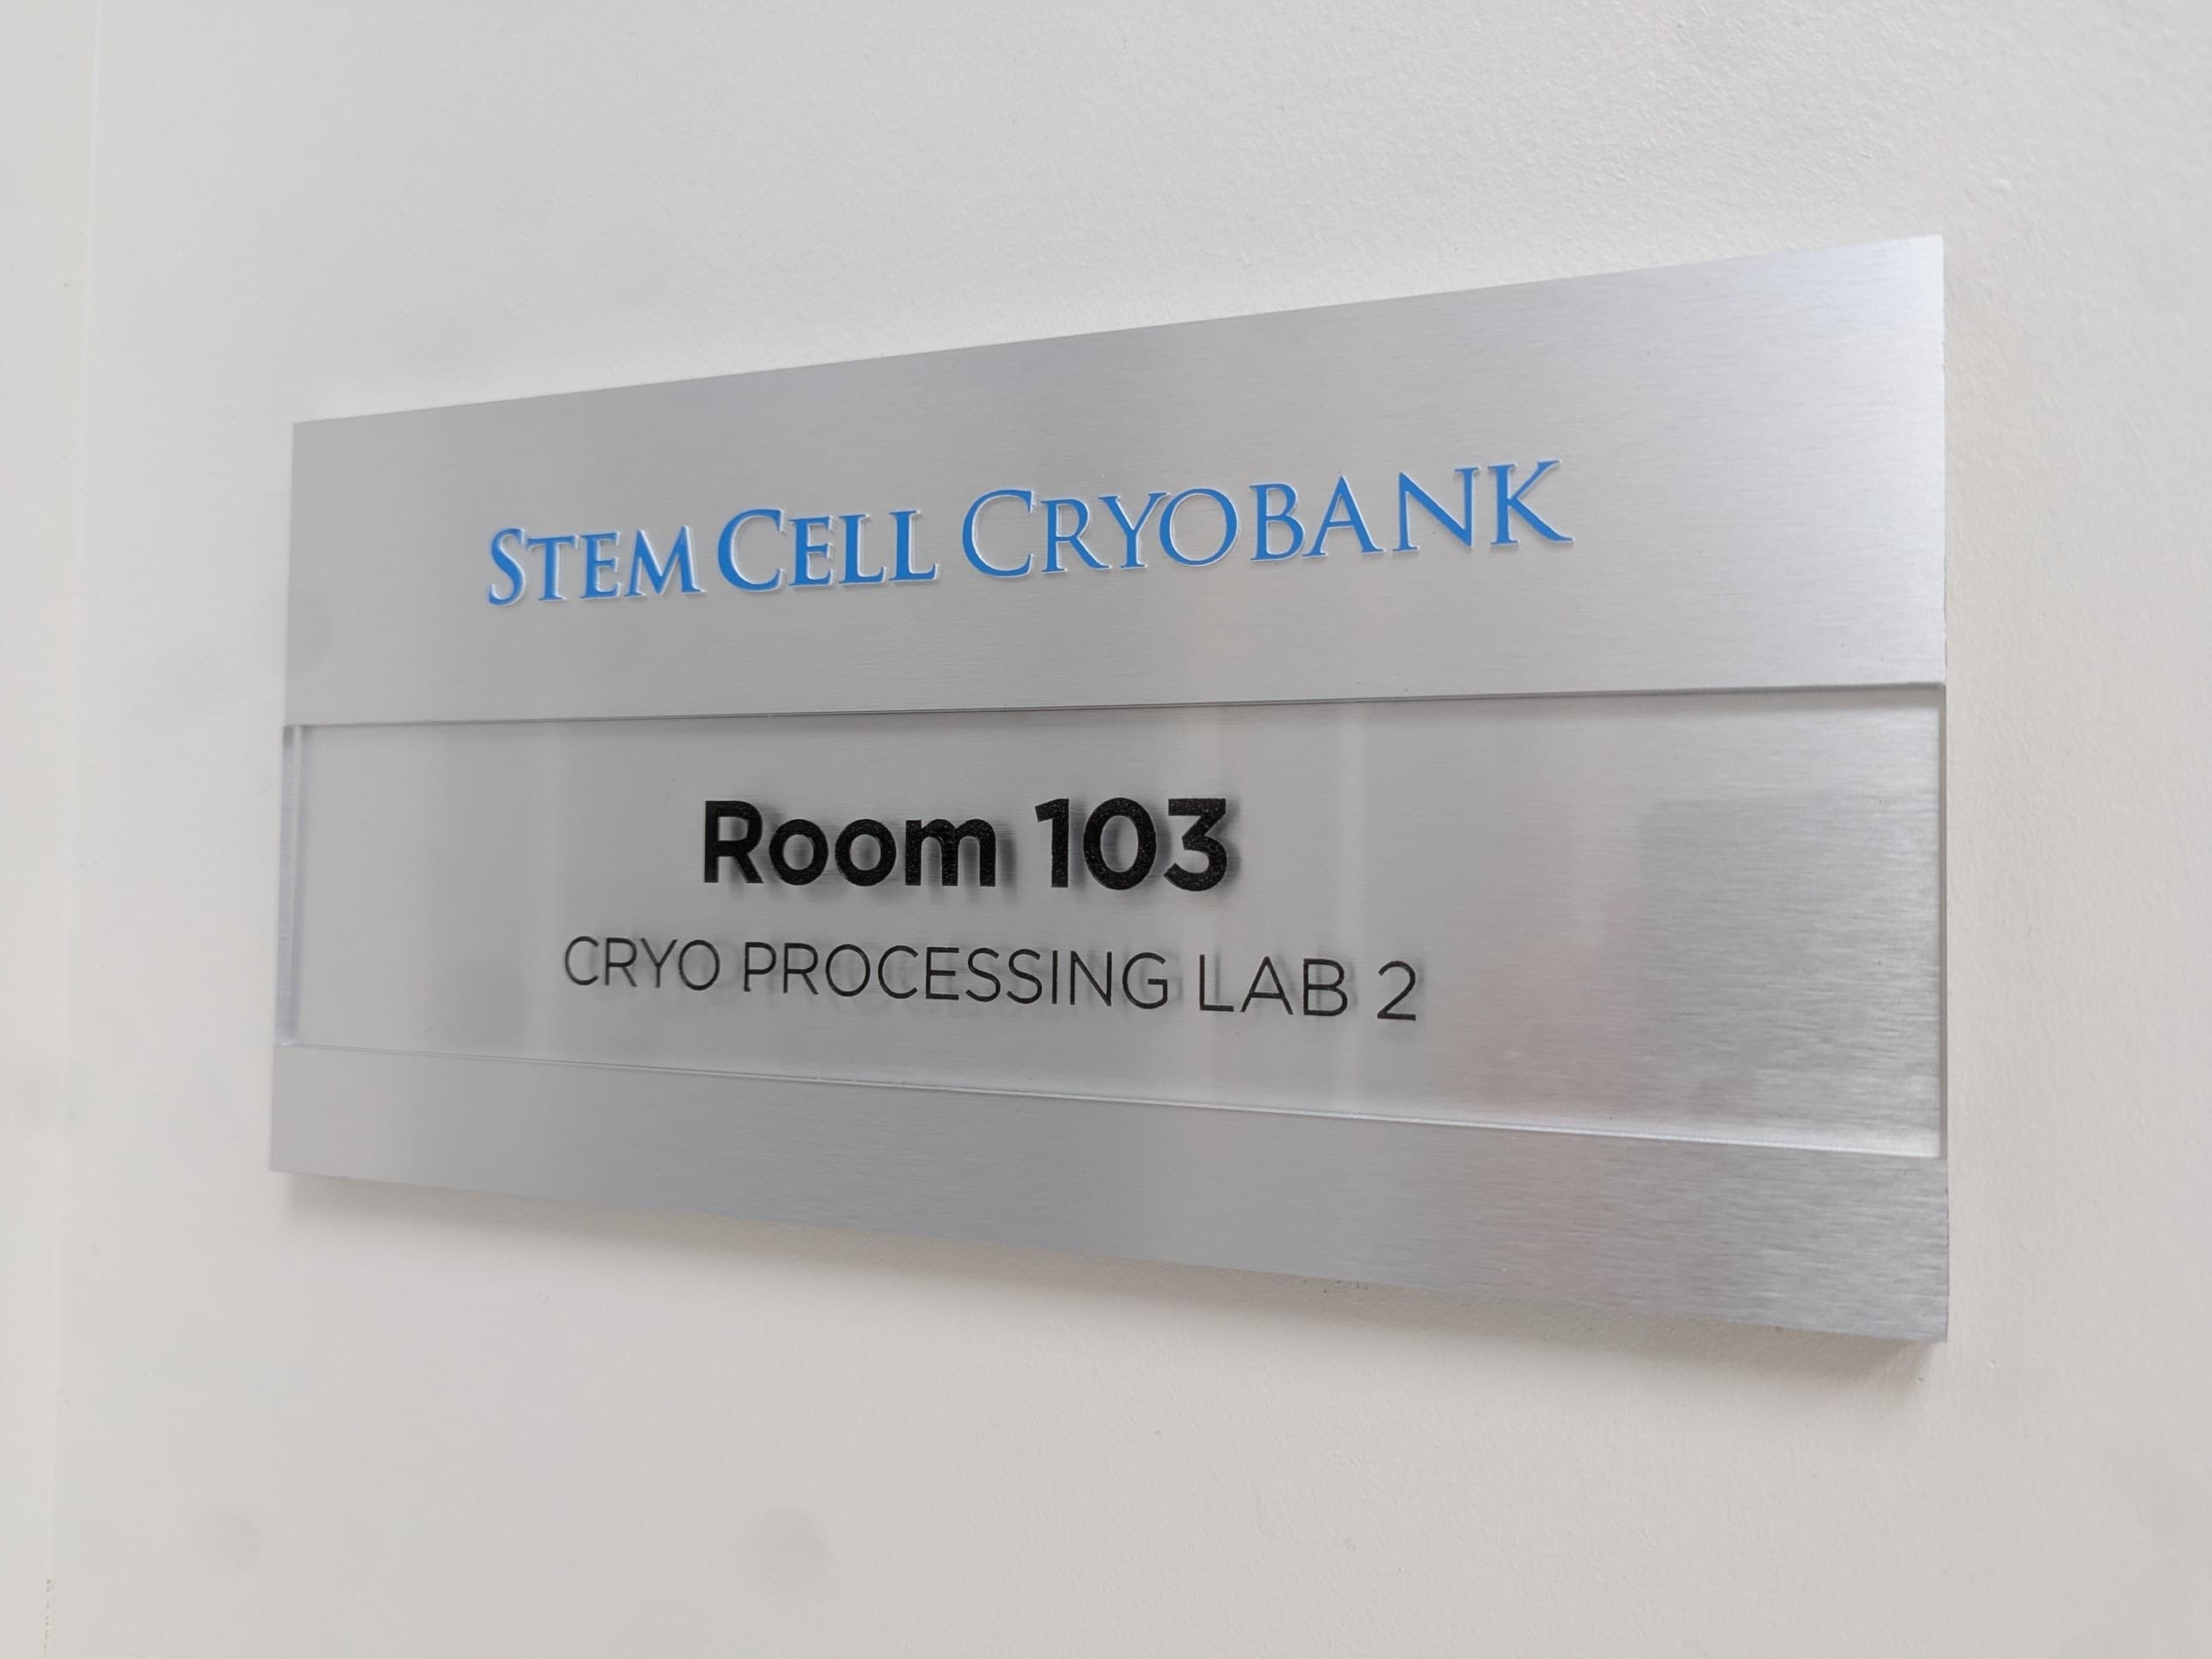 STEM CELL CRYOBANK
Room 103
CRYO PROCESSING LAB 2